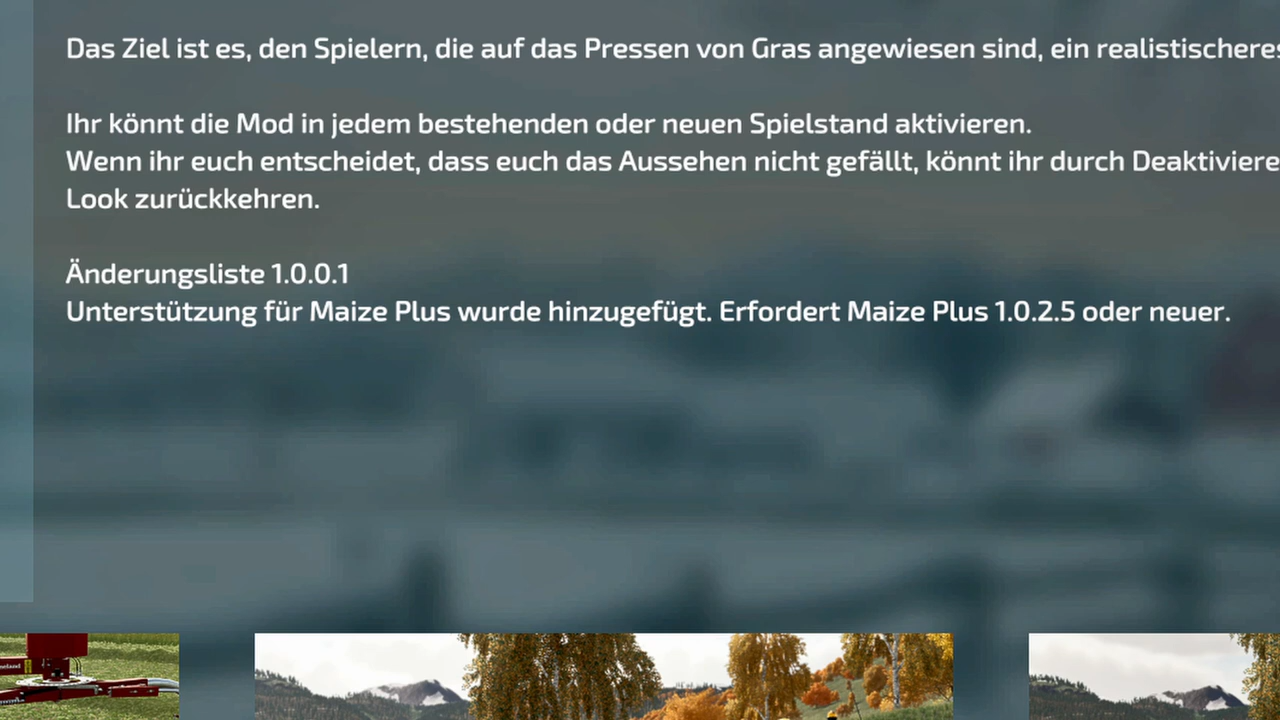 Das Ziel ist es, den Spielern, die auf das Pressen von Gras angewiesen sind, ein realistischeres
Ihr könnt die Mod in jedem bestehenden oder neuen Spielstand aktivieren.
Wenn ihr euch entscheidet, dass euch das Aussehen nicht gefällt, könnt ihr durch Deaktiviere
Look zurückkehren.
Änderungsliste 1.0.0.1
Unterstützung für Maize Plus wurde hinzugefügt. Erfordert Maize Plus 1.0.2.5 oder neuer.